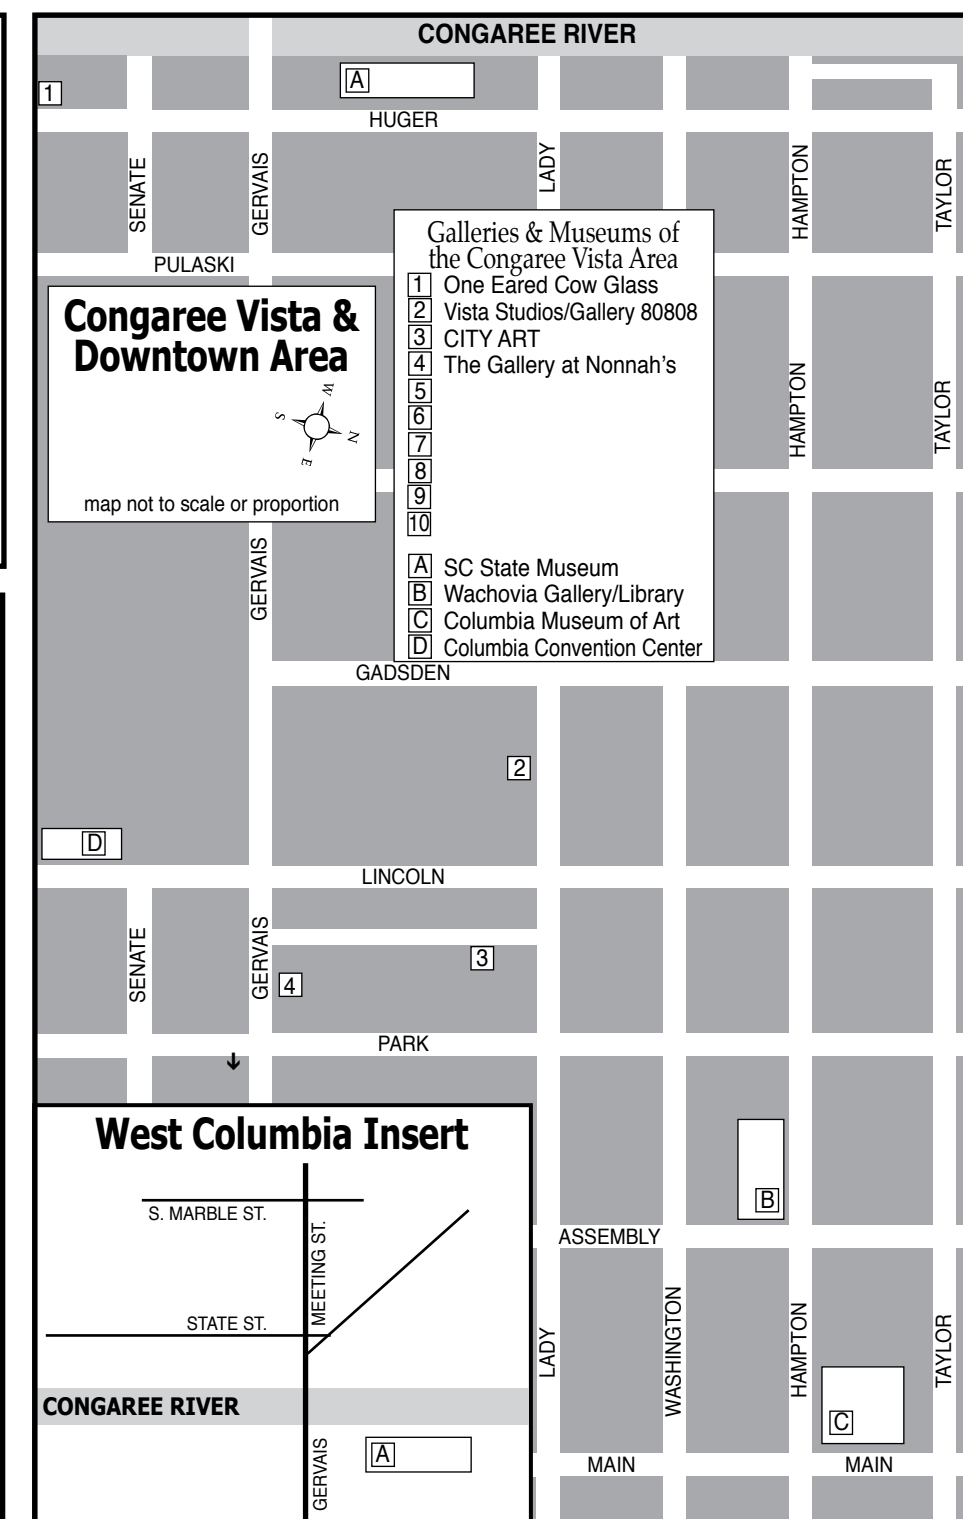 CONGAREE RIVER
1
A
HUGER
SENATE
GERVAIS
LADY
HAMPTON
TAYLOR
PULASKI
Congaree Vista &
Downtown Area
W
S
N
E
map not to scale or proportion
Galleries & Museums of
the Congaree Vista Area
1 One Eared Cow Glass
2 Vista Studios/Gallery 80808
3 CITY ART
4 The Gallery at Nonnah's
5
6
7
8
9
10
A SC State Museum
B Wachovia Gallery/Library
C Columbia Museum of Art
D Columbia Convention Center
HAMPTON
TAYLOR
GERVAIS
GADSDEN
2
D
LINCOLN
SENATE
GERVAIS
3
4
PARK
West Columbia Insert
S. MARBLE ST.
MEETING ST.
STATE ST.
CONGAREE RIVER
GERVAIS
A
B
ASSEMBLY
LADY
WASHINGTON
HAMPTON
TAYLOR
C
MAIN
MAIN